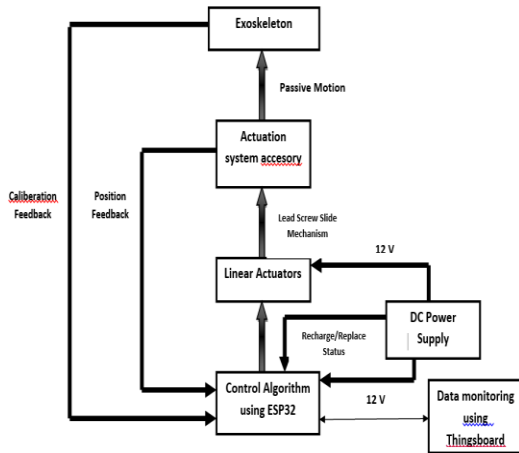 Exoskeleton
Passive Motion
Actuation
system accesory
Caliberation
Feedback
Position
Feedback
Lead Screw Slide
Mechanism
12 V
Linear Actuators
DC Power
Supply
Recharge/Replace
Status
Control Algorithm
using ESP32
12 V
Data monitoring
using
Thingsboard